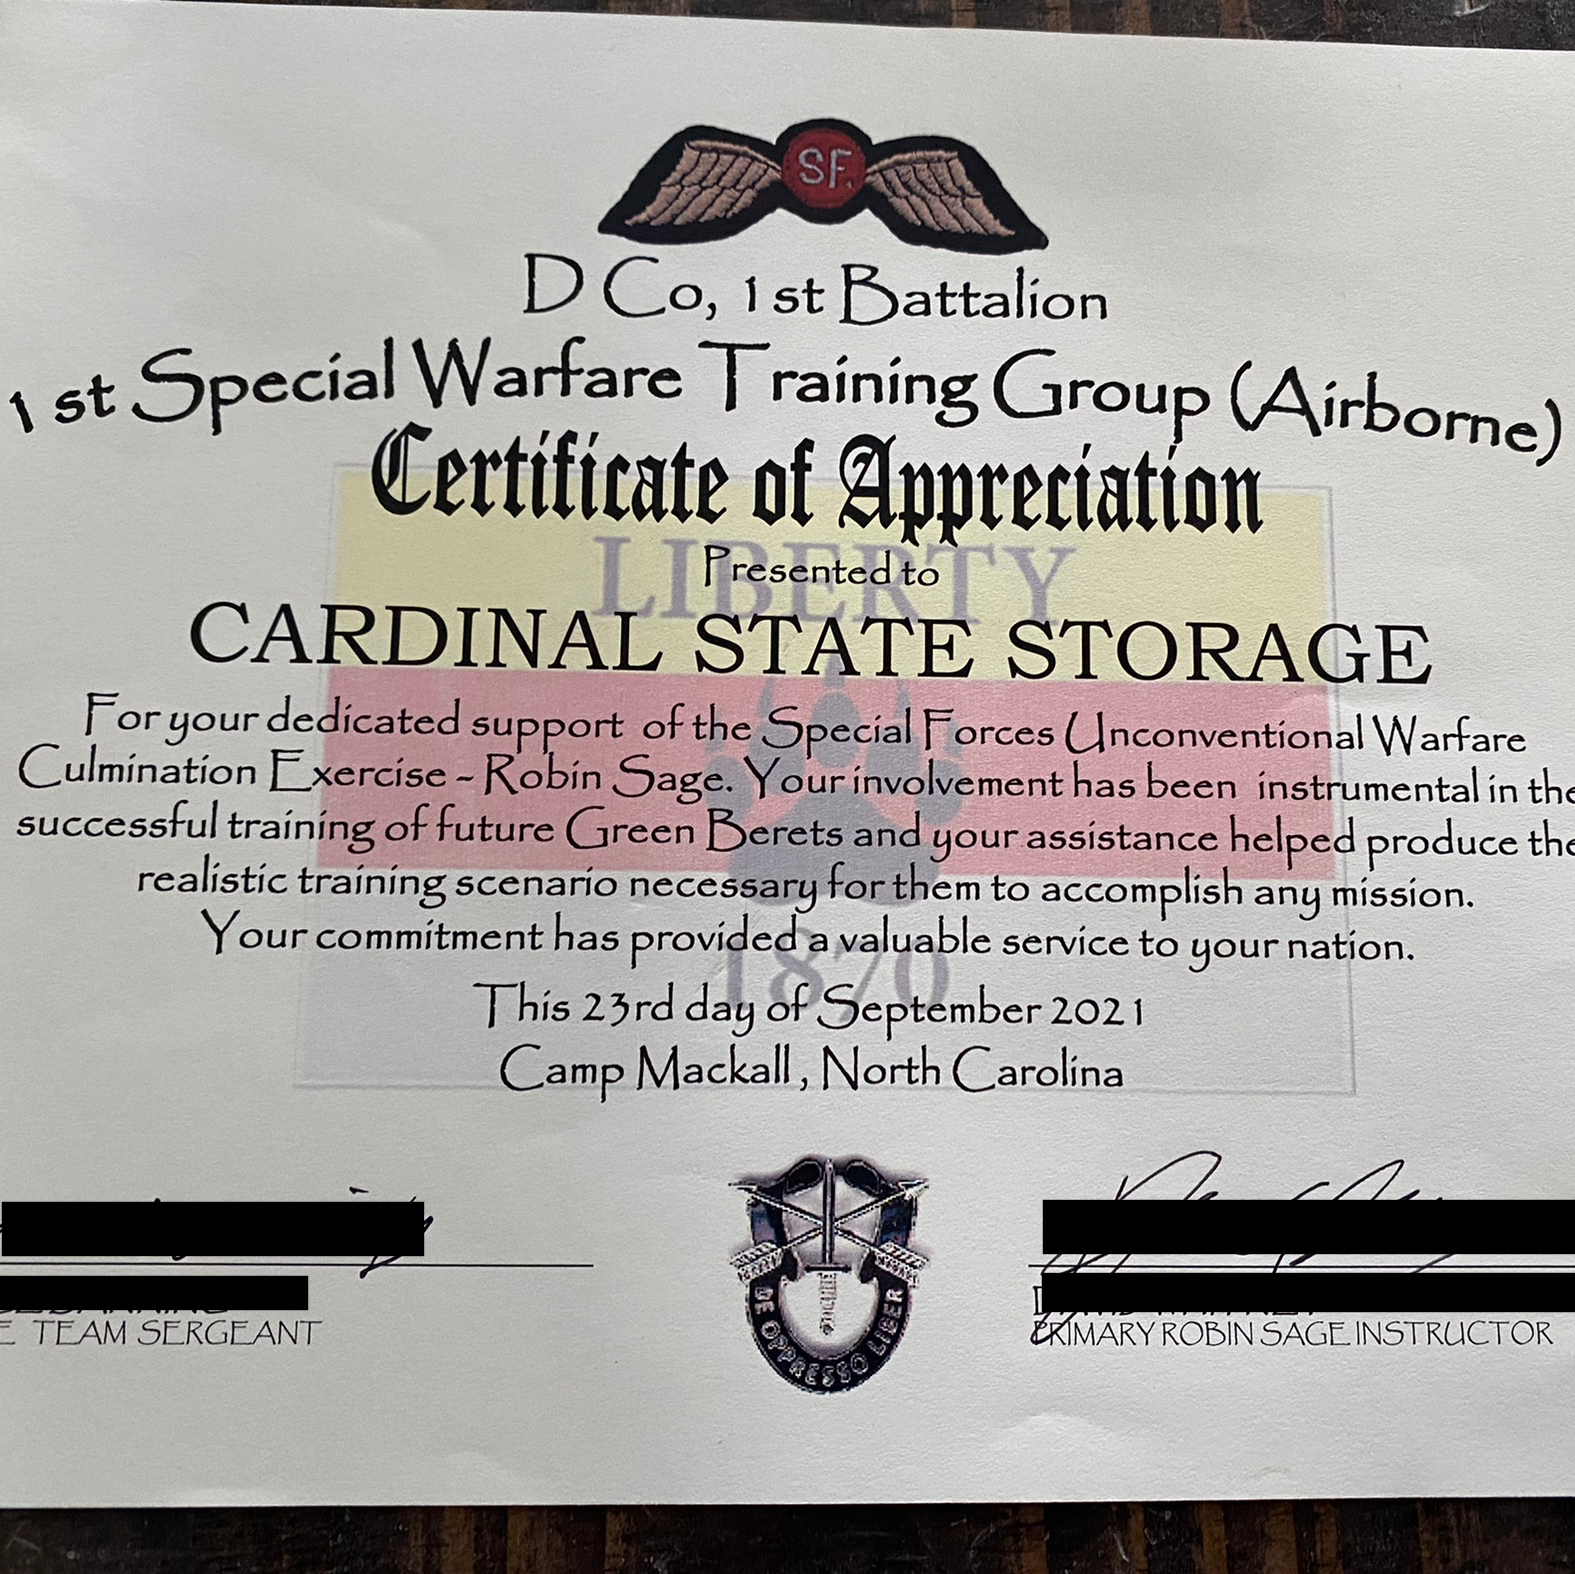 SF.
D Co, 1st Battalion
1st Special Warfare Training Group (Airborne)
Certificate of Appreciation
LIBERTY
Presented to
CARDINAL STATE STORAGE
For your dedicated support of the Special Forces Unconventional Warfare
Culmination Exercise ~ Robin Sage. Your involvement has been instrumental in the
successful training of future Green Berets and your assistance helped produce the
realistic training scenario necessary for them to accomplish any mission.
Your commitment has provided a valuable service to your nation.
1870
This 23rd day of September 2021
Camp Mackall, North Carolina
DE OPPRESSO LIBER
E TEAM SERGEANT
PRIMARY ROBIN SAGE INSTRUCTOR